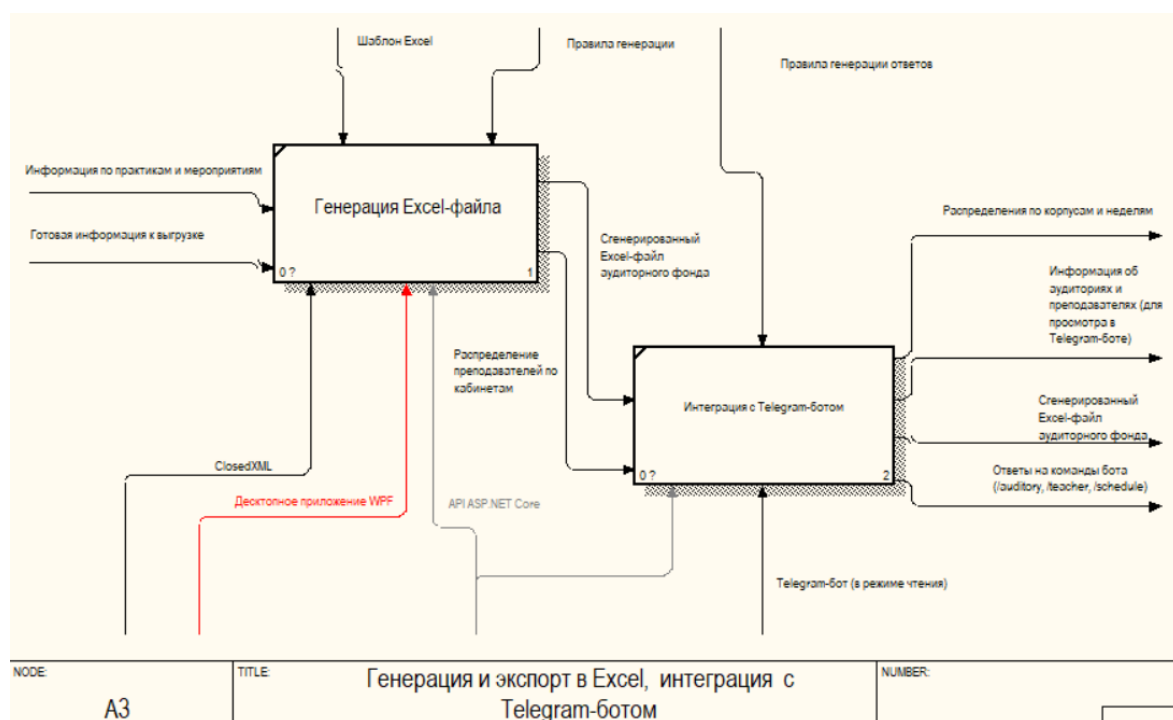 Шаблон Excel
Правила генерации
Правила генерации ответов
Информация по практикам и мероприятиям
Генерация Excel-файла
Готовая информация к выгрузке
0 ?
1
Сгенерированный
Excel-файл
аудиторного фонда
Распределения по корпусам и неделям
Информация об
аудиториях и
преподавателях (для
просмотра в
Telegram-боте)
Распределение
преподавателей по
кабинетам
Интеграция с Telegram-ботом
0 ?
2
Сгенерированный
Excel-файл
аудиторного фонда
Ответы на команды бота
(/auditory, /teacher, /schedule)
ClosedXML
Десктопное приложение WPF
API ASP.NET Core
Telegram-бот (в режиме чтения)
NODE:
A3
TITLE:
Генерация и экспорт в Excel, интеграция с
Telegram-ботом
NUMBER: